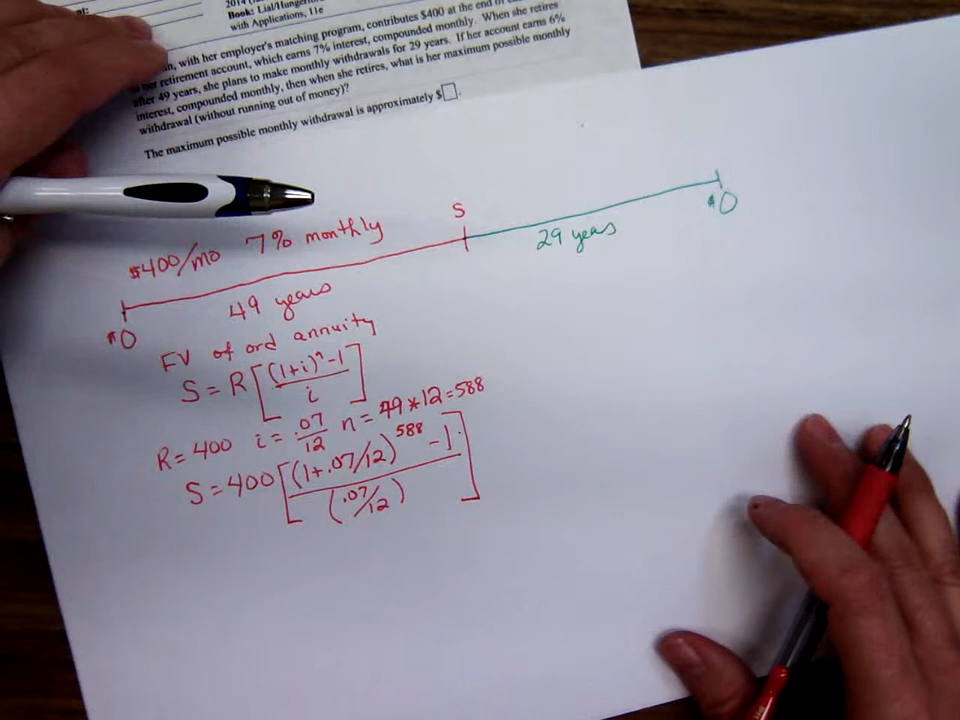 2014 (
Book: Lial/Hungerfor
with Applications, 11e
with her employer's matching program, contributes $400 at the end of
her retirement account, which earns 7% interest, compounded monthly. When she retires
after 49 years, she plans to make monthly withdrawals for 29 years. If her account earns 6%
interest, compounded monthly, then when she retires, what is her maximum possible monthly
withdrawal (without running out of money)?
The maximum possible monthly withdrawal is approximately $
$400/mo 7% monthly S
$0 49 years 29 years $0
FV of ord annuity
S = R [ (1+i)^n - 1 / i ]
R = 400 i = .07/12 n = 49 * 12 = 588
S = 400 [ (1+.07/12)^588 - 1 / (.07/12) ]